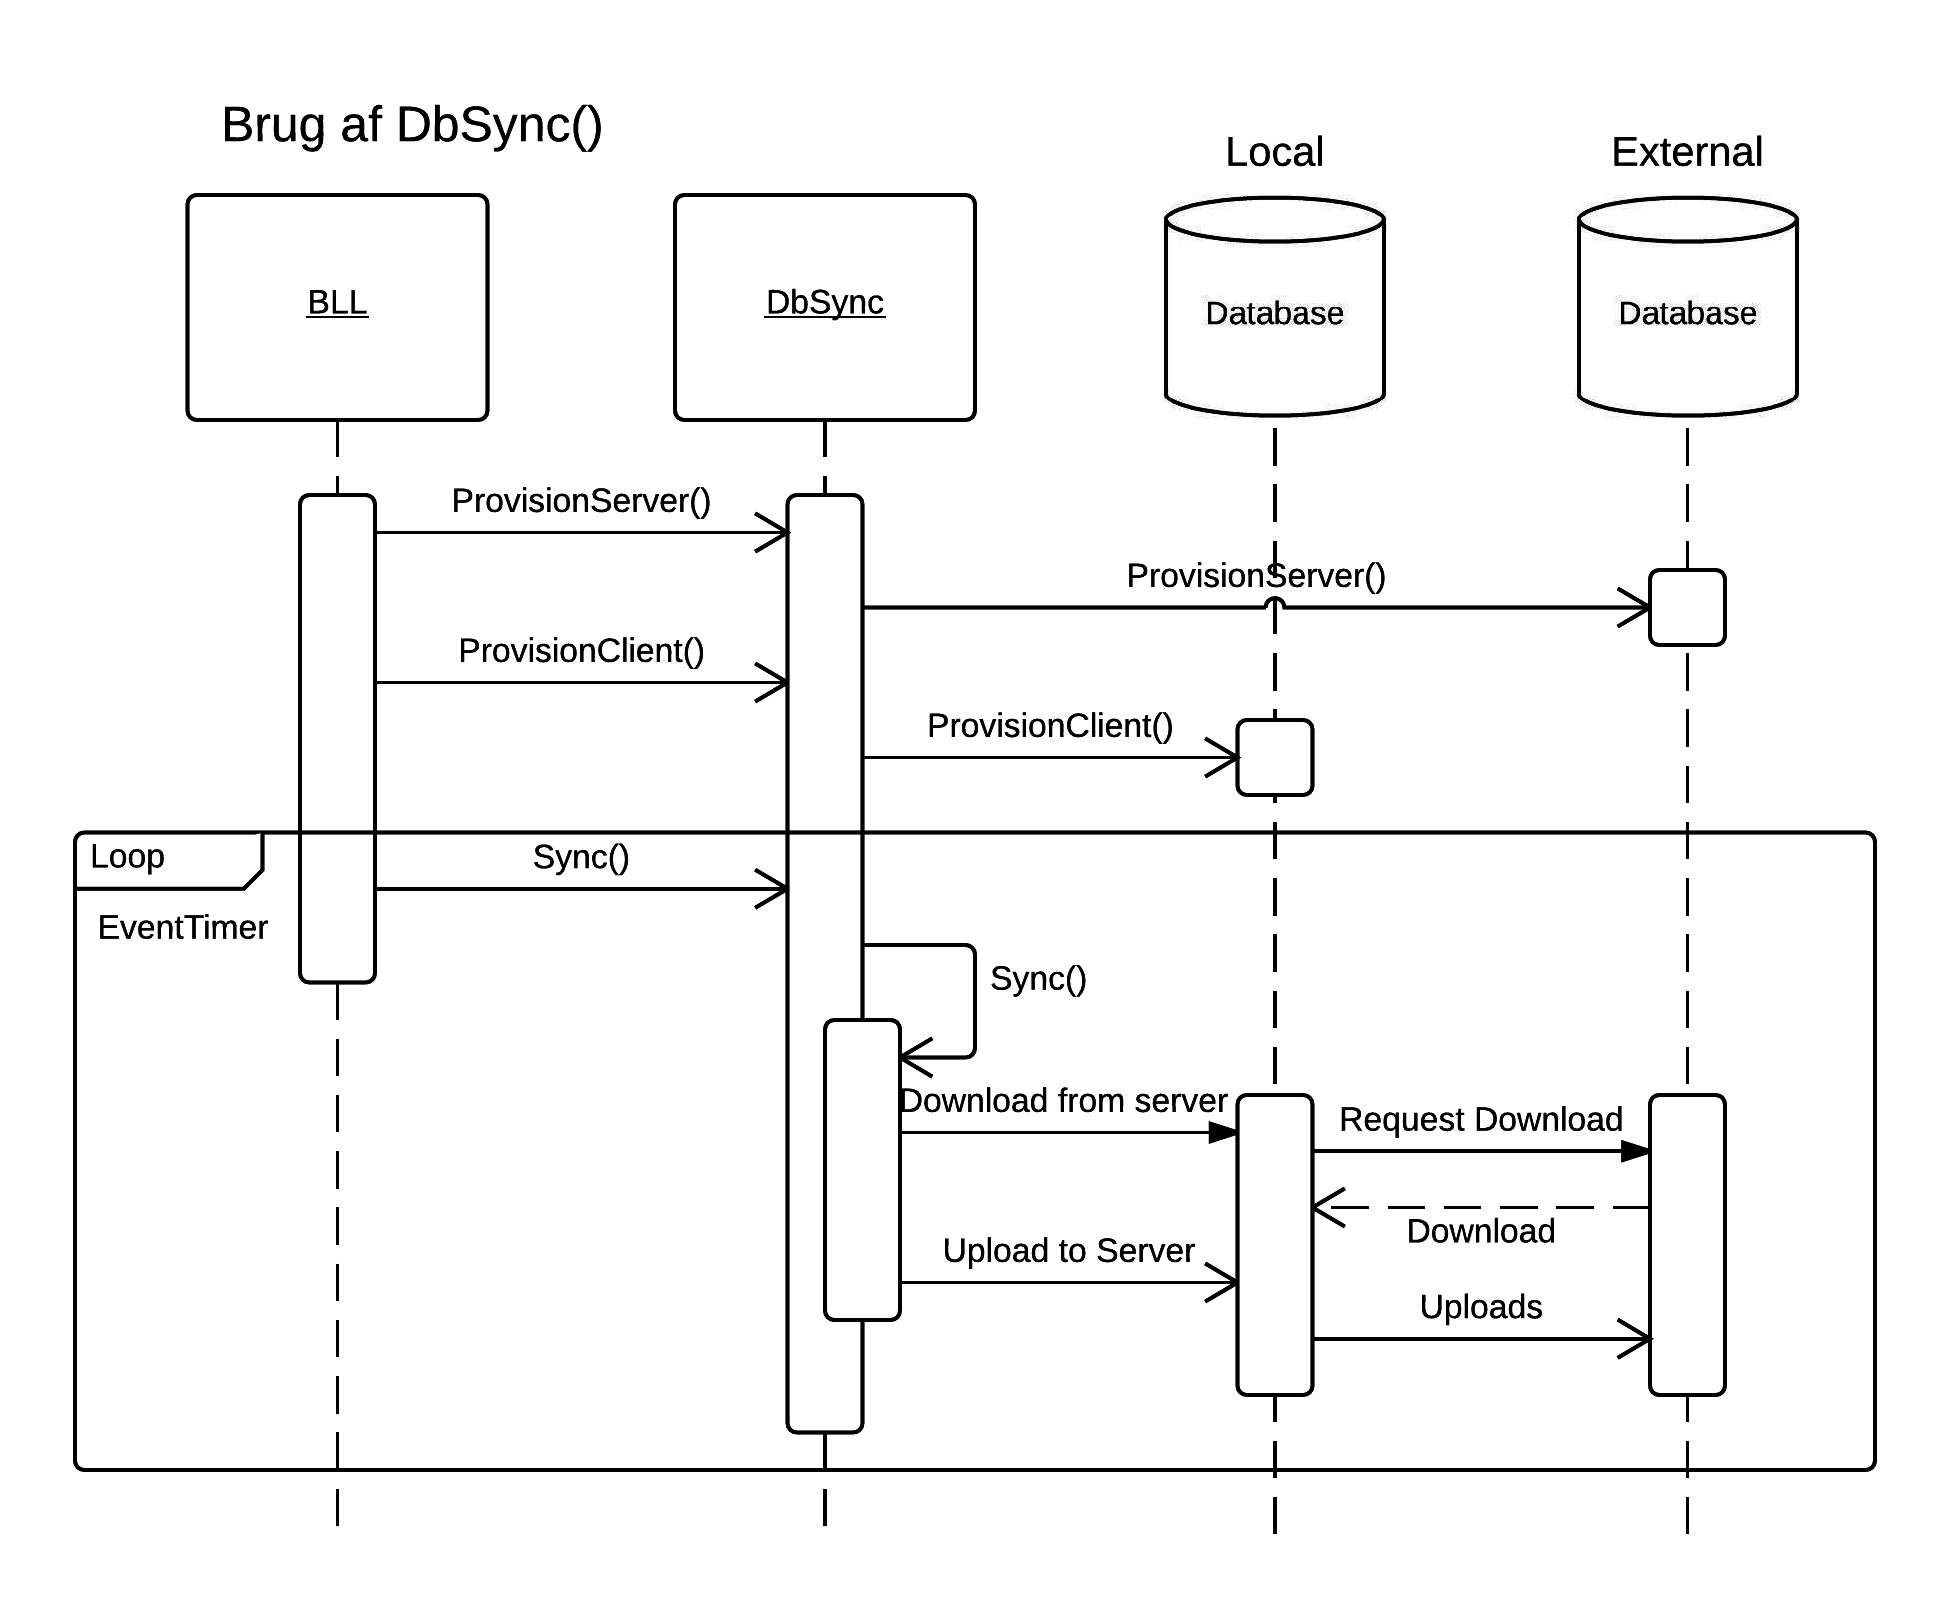 Brug af DbSync()
Local
External
BLL
DbSync
Database
Database
ProvisionServer()
ProvisionServer()
ProvisionClient()
ProvisionClient()
Loop
Sync()
EventTimer
Sync()
Download from server
Request Download
Download
Upload to Server
Uploads